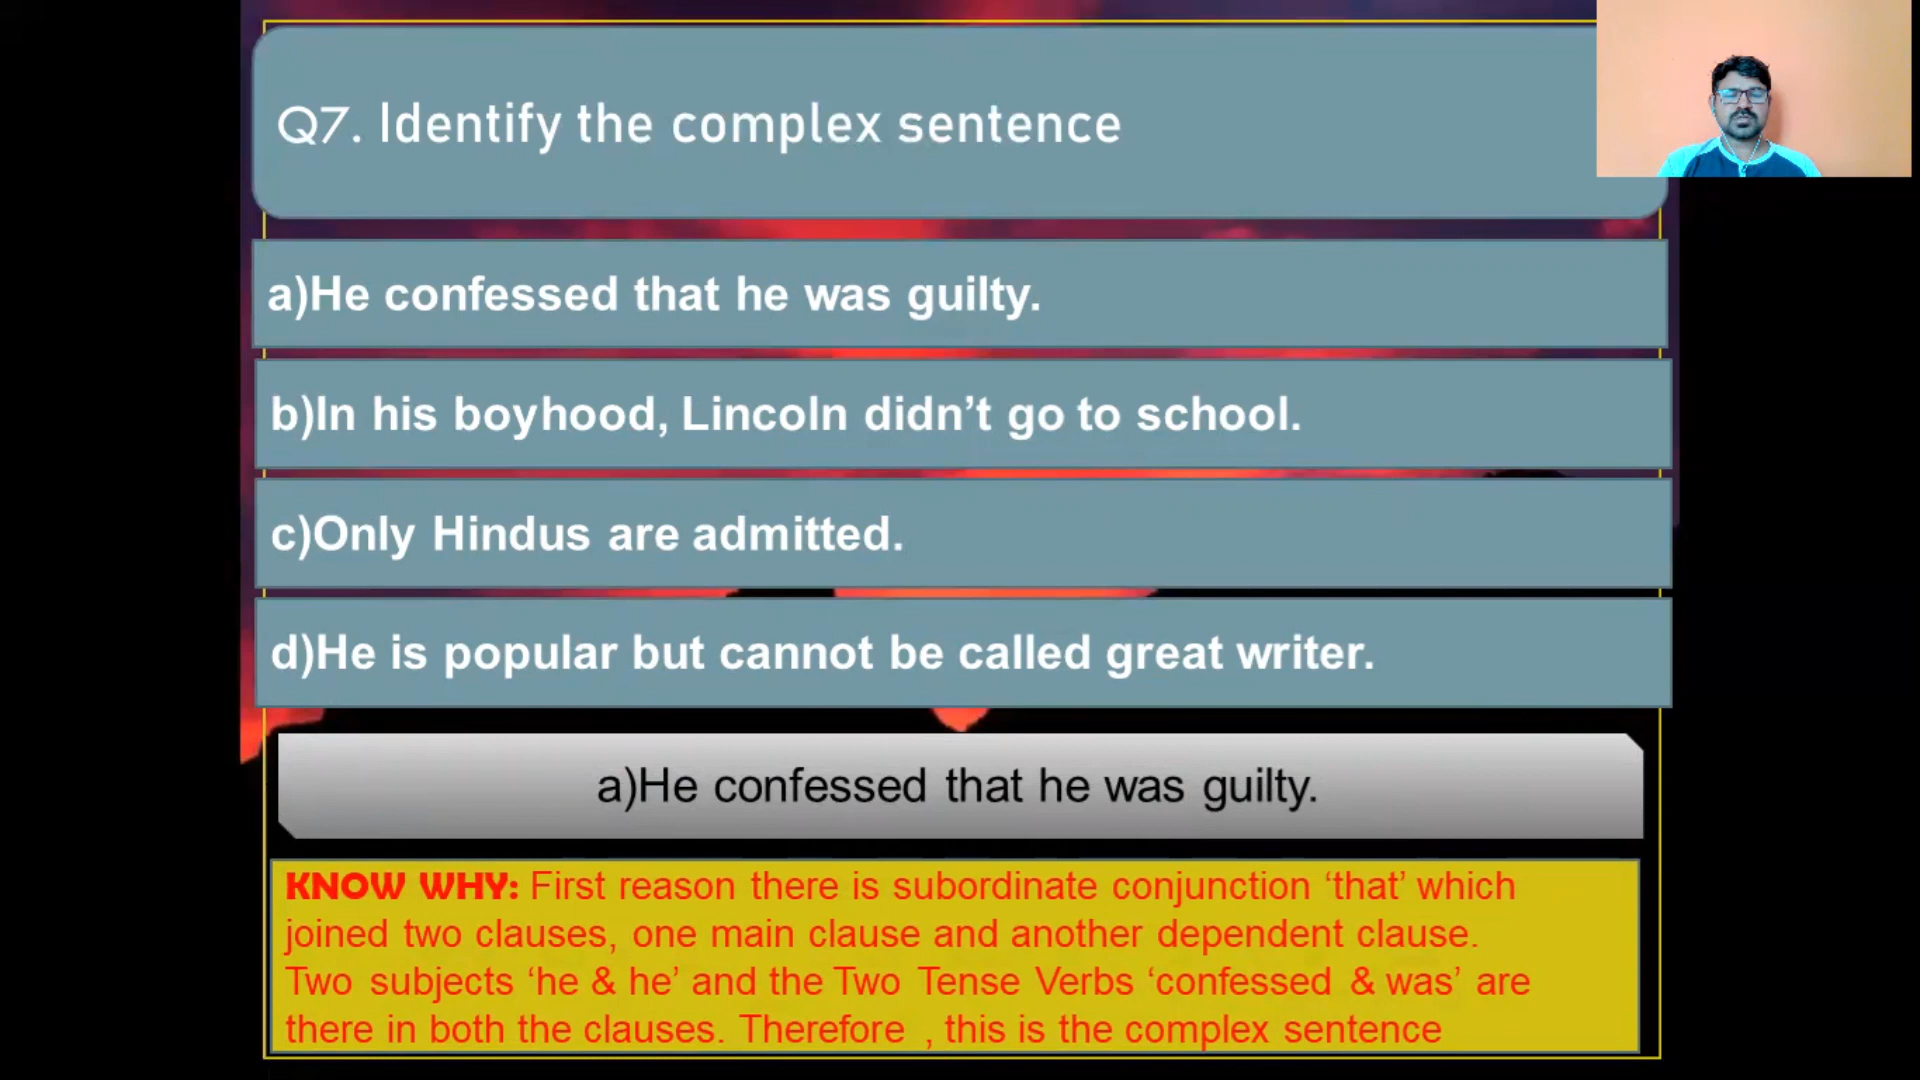 Q7. Identify the complex sentence
a)He confessed that he was guilty.
b)In his boyhood, Lincoln didn’t go to school.
c)Only Hindus are admitted.
d)He is popular but cannot be called great writer.
a)He confessed that he was guilty.
KNOW WHY: First reason there is subordinate conjunction ‘that’ which
joined two clauses, one main clause and another dependent clause.
Two subjects ‘he & he’ and the Two Tense Verbs ‘confessed & was’ are
there in both the clauses. Therefore , this is the complex sentence